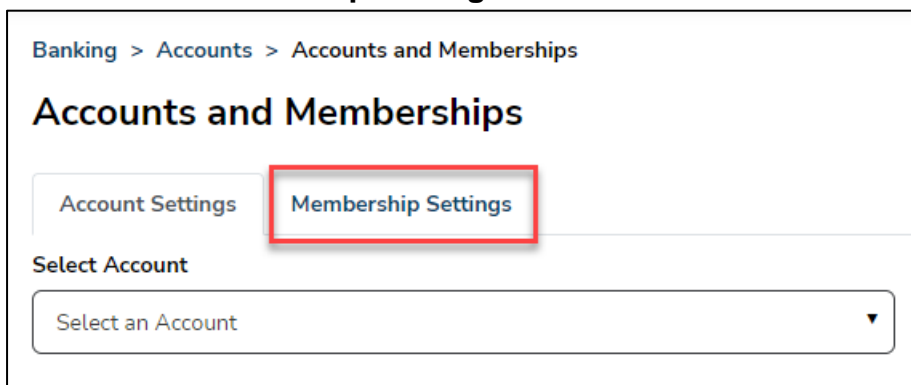 Banking > Accounts > Accounts and Memberships
Accounts and Memberships
Account Settings Membership Settings
Select Account
Select an Account